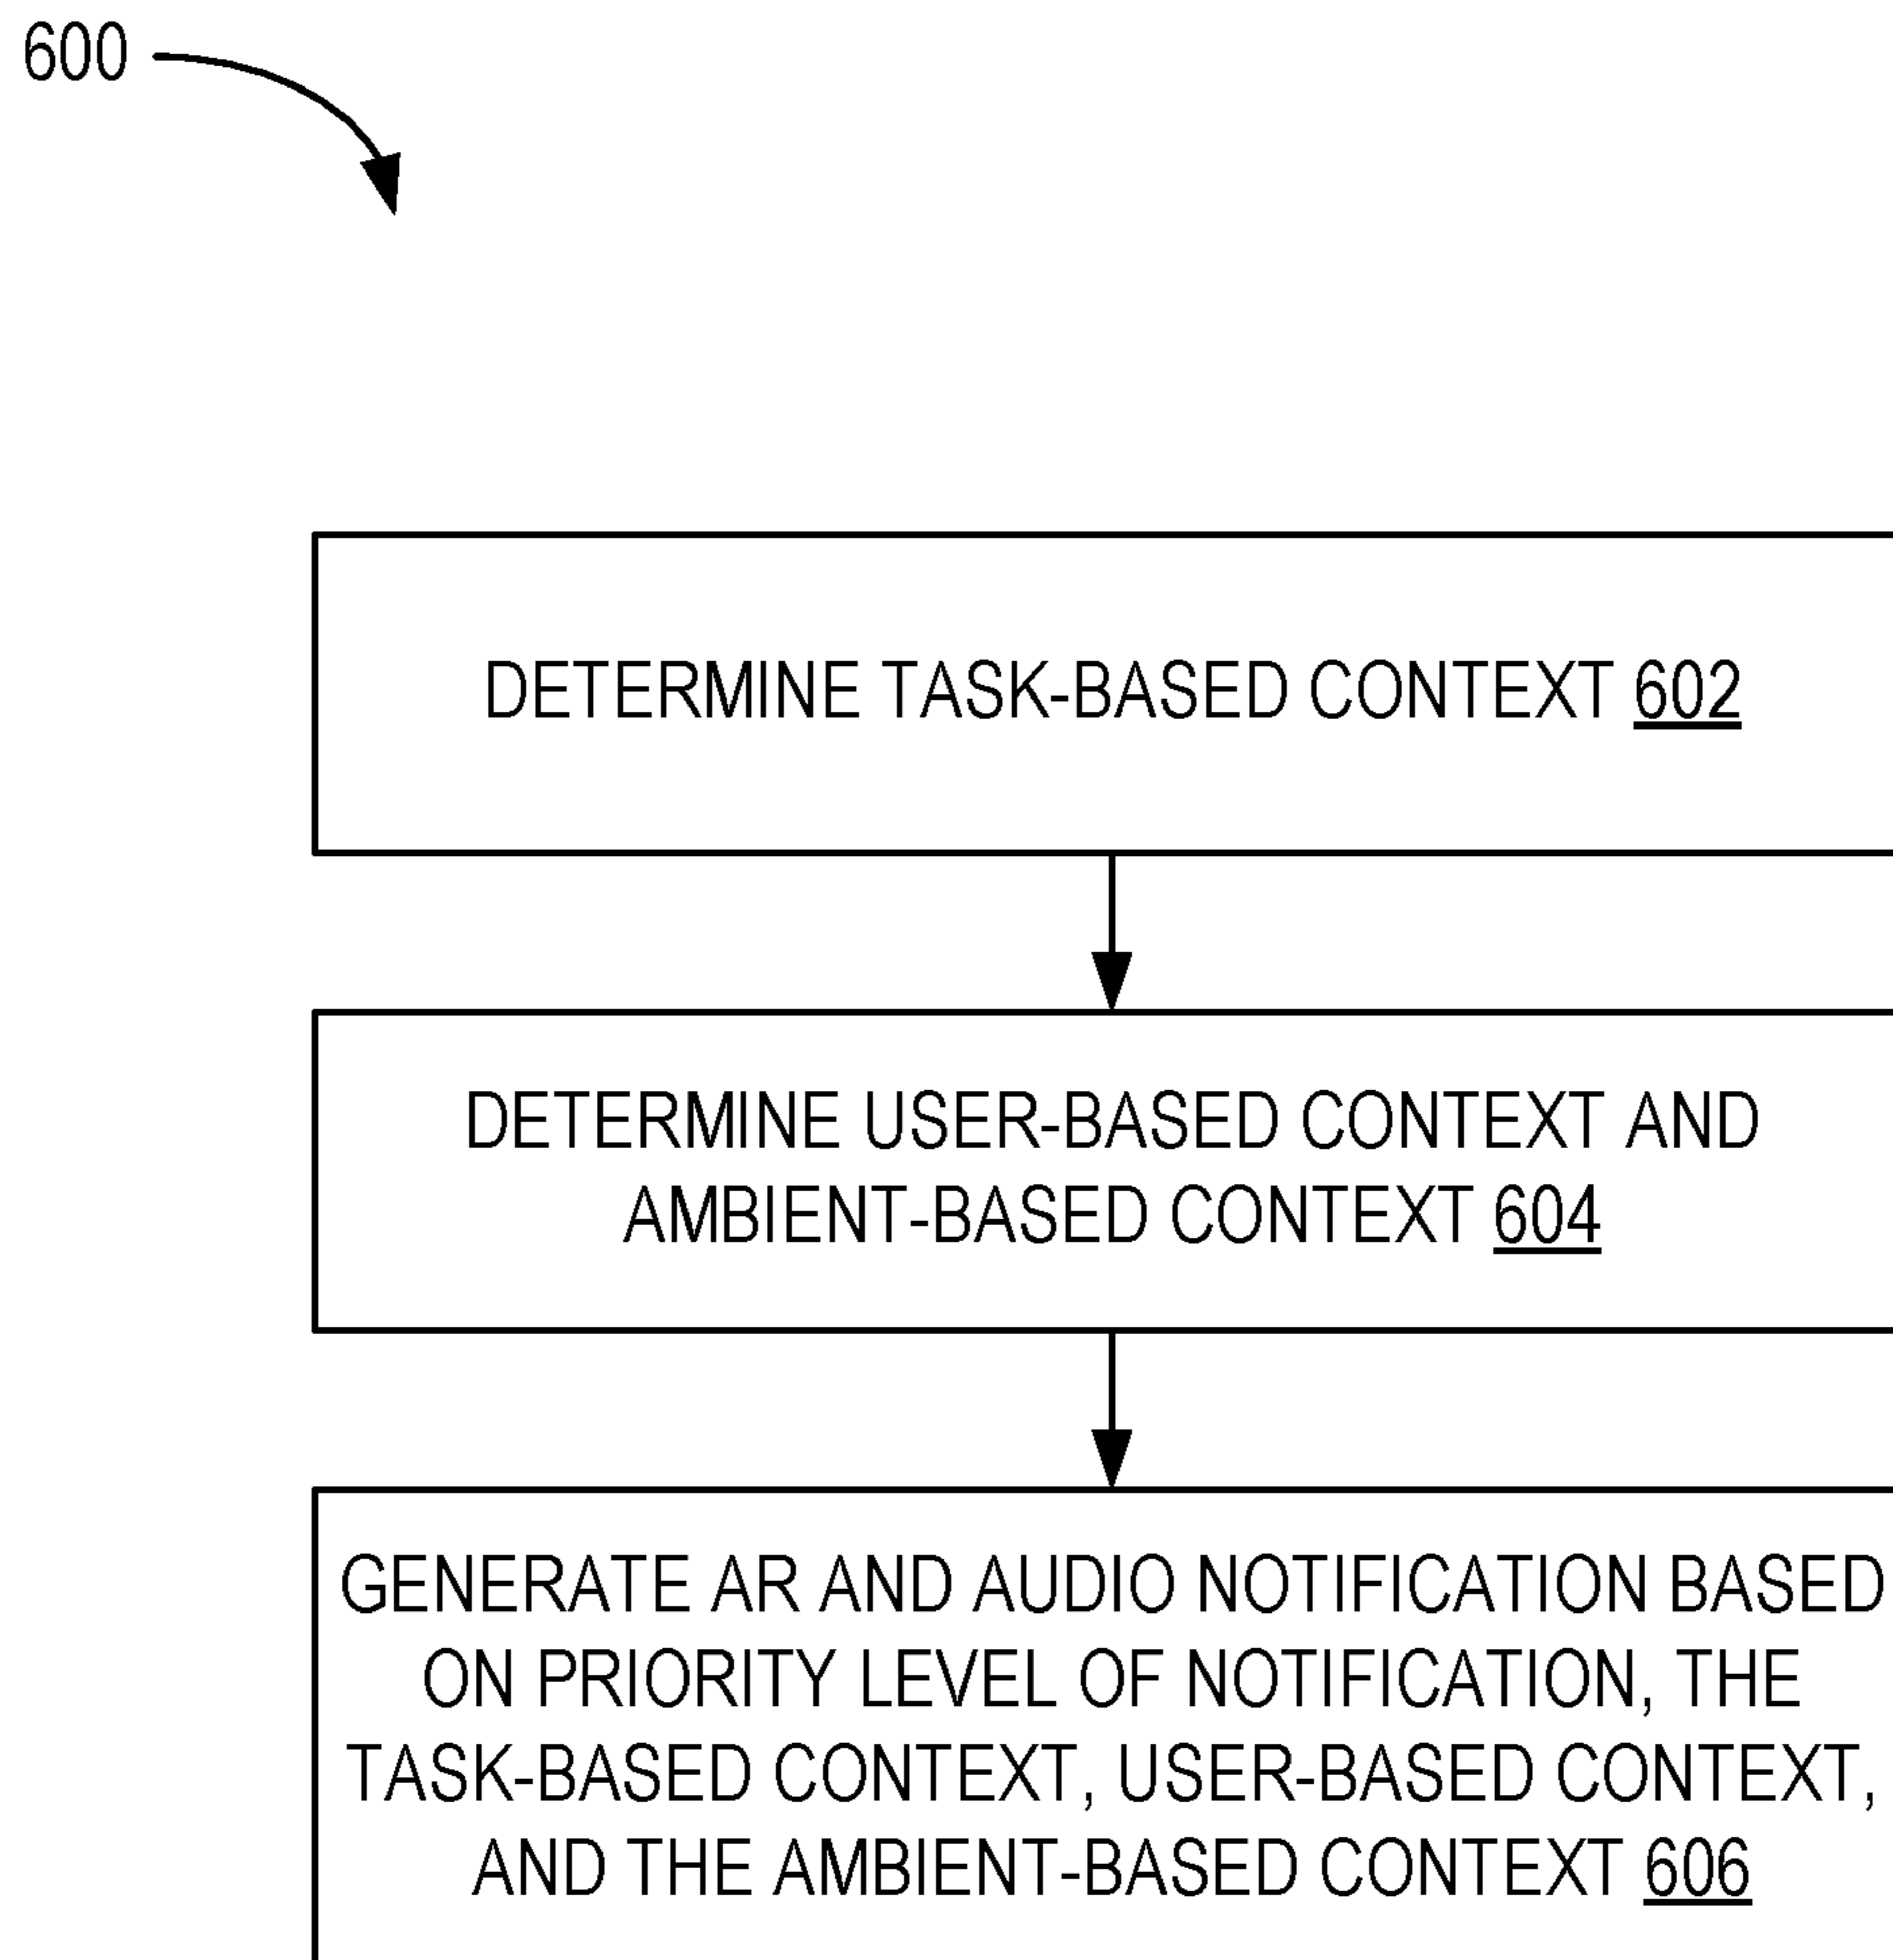 600
DETERMINE TASK-BASED CONTEXT 602
DETERMINE USER-BASED CONTEXT AND
AMBIENT-BASED CONTEXT 604
GENERATE AR AND AUDIO NOTIFICATION BASED
ON PRIORITY LEVEL OF NOTIFICATION, THE
TASK-BASED CONTEXT, USER-BASED CONTEXT,
AND THE AMBIENT-BASED CONTEXT 606